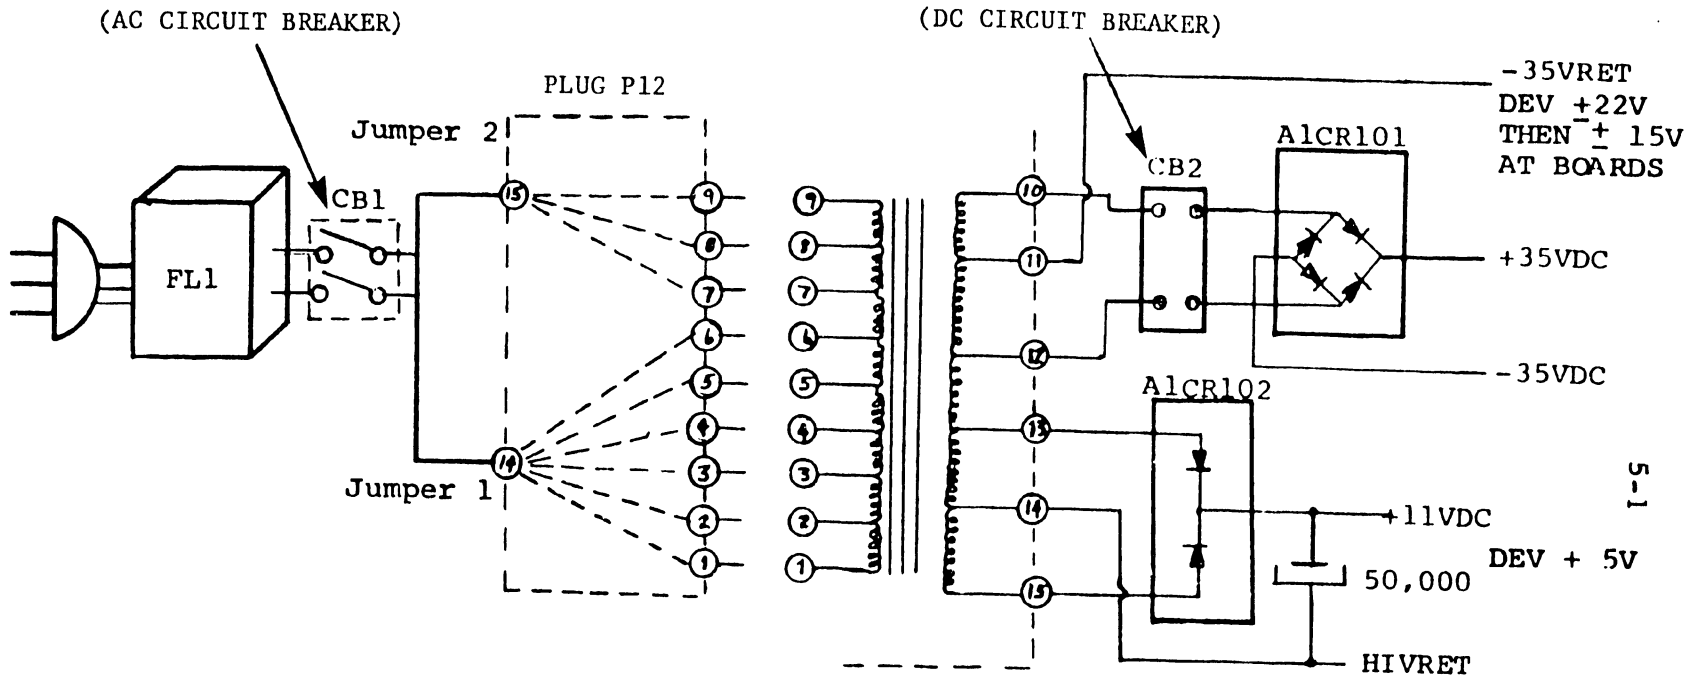 (AC CIRCUIT BREAKER)
(DC CIRCUIT BREAKER)
-35VRET
DEV ±22V
THEN ± 15V
AT BOARDS
PLUG P12
Jumper 2
A1CR101
CB1
CB2
FL1
15
9
8
7
6
5
4
3
2
1
14
Jumper 1
9
8
7
6
5
4
3
2
1
10
11
12
13
14
15
+35VDC
-35VDC
A1CR102
+11VDC
DEV + 5V
50,000
HIVRET
5-1